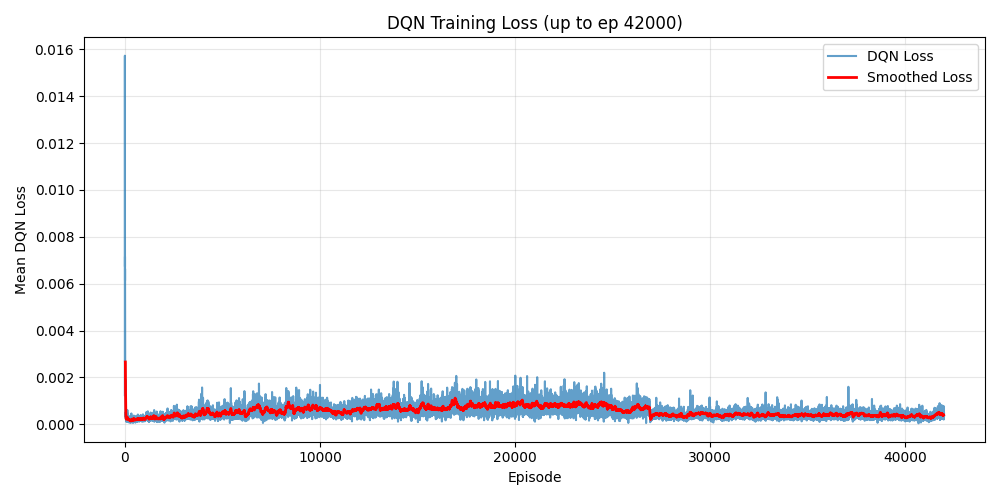 DQN Training Loss (up to ep 42000)
DQN Loss
Smoothed Loss
Mean DQN Loss
0.016
0.014
0.012
0.010
0.008
0.006
0.004
0.002
0.000
0 10000 20000 30000 40000
Episode